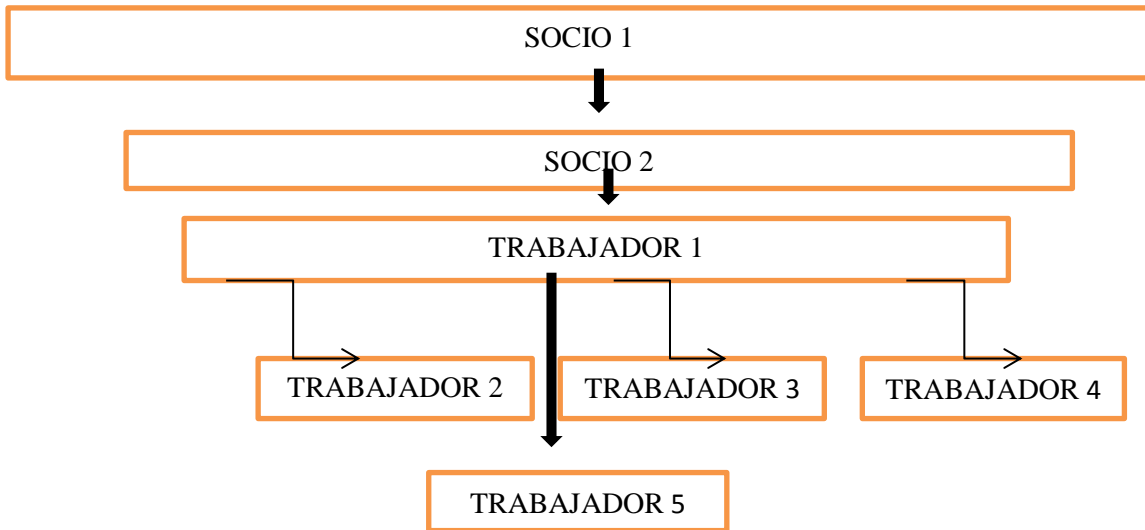 SOCIO 1
SOCIO 2
TRABAJADOR 1
TRABAJADOR 2
TRABAJADOR 3
TRABAJADOR 4
TRABAJADOR 5